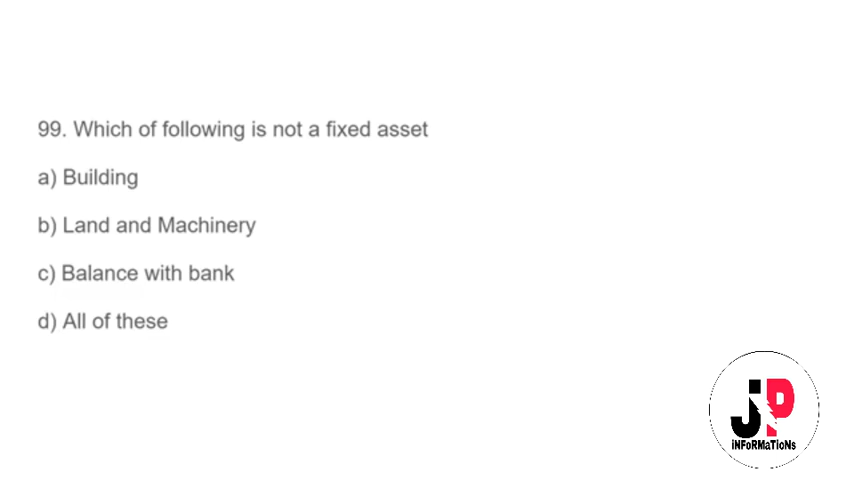 99. Which of following is not a fixed asset
a) Building
b) Land and Machinery
c) Balance with bank
d) All of these
JP
iNFoRMaTioNs